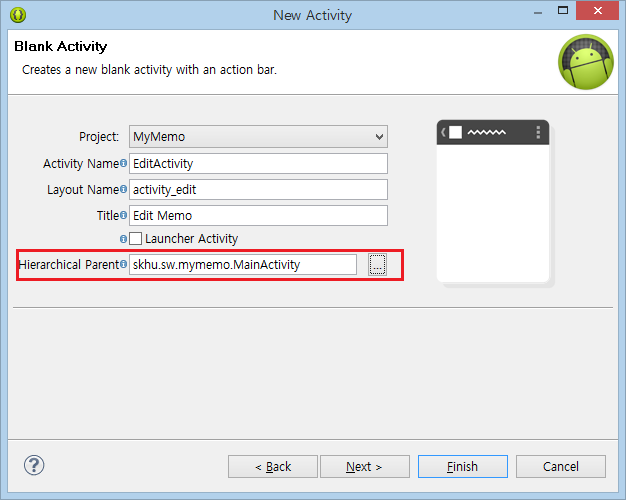 New Activity
Blank Activity
Creates a new blank activity with an action bar.
Project: MyMemo
Activity Name EditActivity
Layout Name activity_edit
Title Edit Memo
Launcher Activity
Hierarchical Parent skhu.sw.mymemo.MainActivity ...
< Back Next > Finish Cancel